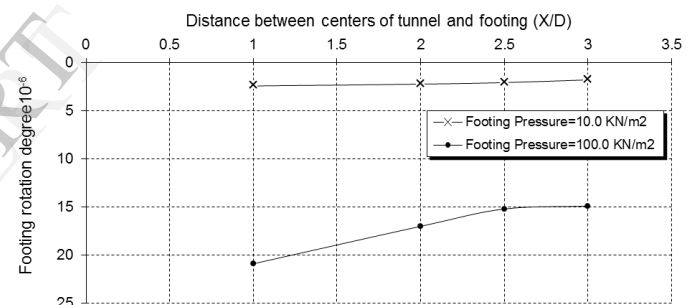 Distance between centers of tunnel and footing (X/D)
0 0.5 1 1.5 2 2.5 3 3.5
0
5
10
15
20
25
Footing rotation degree10-6
Footing Pressure=10.0 KN/m2
Footing Pressure=100.0 KN/m2
RT